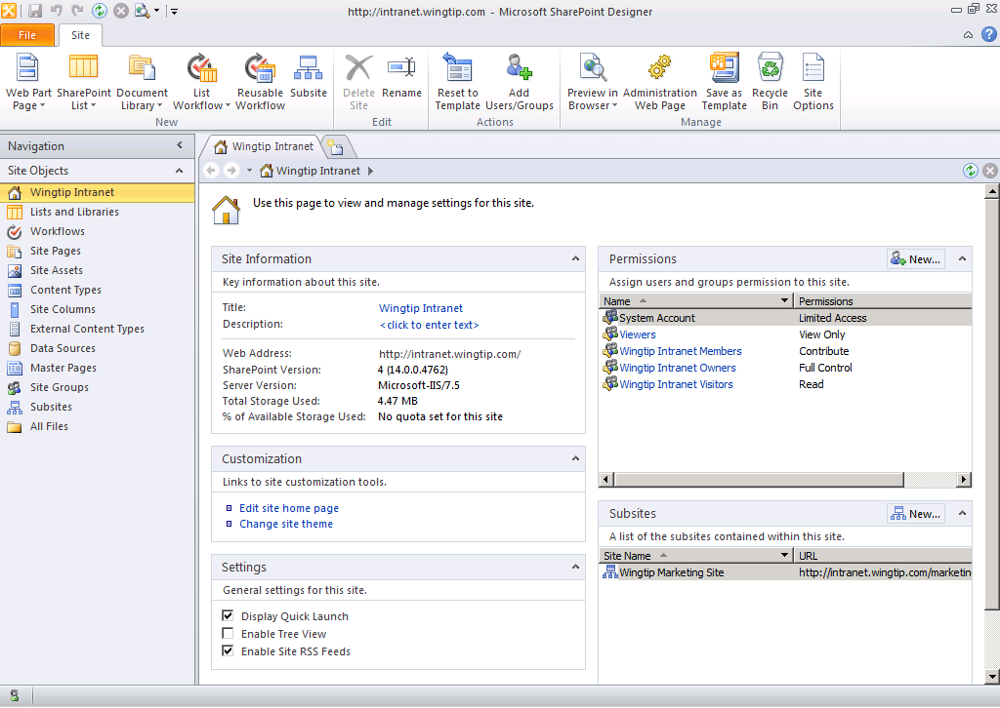 http://intranet.wingtip.com - Microsoft SharePoint Designer
File
Site
Web Part Page
SharePoint List
Document Library
List Workflow
Reusable Workflow
Subsite
New
Delete Site
Rename
Edit
Reset to Template
Add Users/Groups
Actions
Preview in Browser
Administration Web Page
Save as Template
Recycle Bin
Site Options
Manage
Navigation
Site Objects
Wingtip Intranet
Lists and Libraries
Workflows
Site Pages
Site Assets
Content Types
Site Columns
External Content Types
Data Sources
Master Pages
Site Groups
Subsites
All Files
Wingtip Intranet
Wingtip Intranet
Use this page to view and manage settings for this site.
Site Information
Key information about this site.
Title: Wingtip Intranet
Description: <click to enter text>
Web Address: http://intranet.wingtip.com/
SharePoint Version: 4 (14.0.0.4762)
Server Version: Microsoft-IIS/7.5
Total Storage Used: 4.47 MB
% of Available Storage Used: No quota set for this site
Customization
Links to site customization tools.
Edit site home page
Change site theme
Settings
General settings for this site.
Display Quick Launch
Enable Tree View
Enable Site RSS Feeds
Permissions New...
Assign users and groups permission to this site.
Name Permissions
System Account Limited Access
Viewers View Only
Wingtip Intranet Members Contribute
Wingtip Intranet Owners Full Control
Wingtip Intranet Visitors Read
Subsites New...
A list of the subsites contained within this site.
Site Name URL
Wingtip Marketing Site http://intranet.wingtip.com/marketin